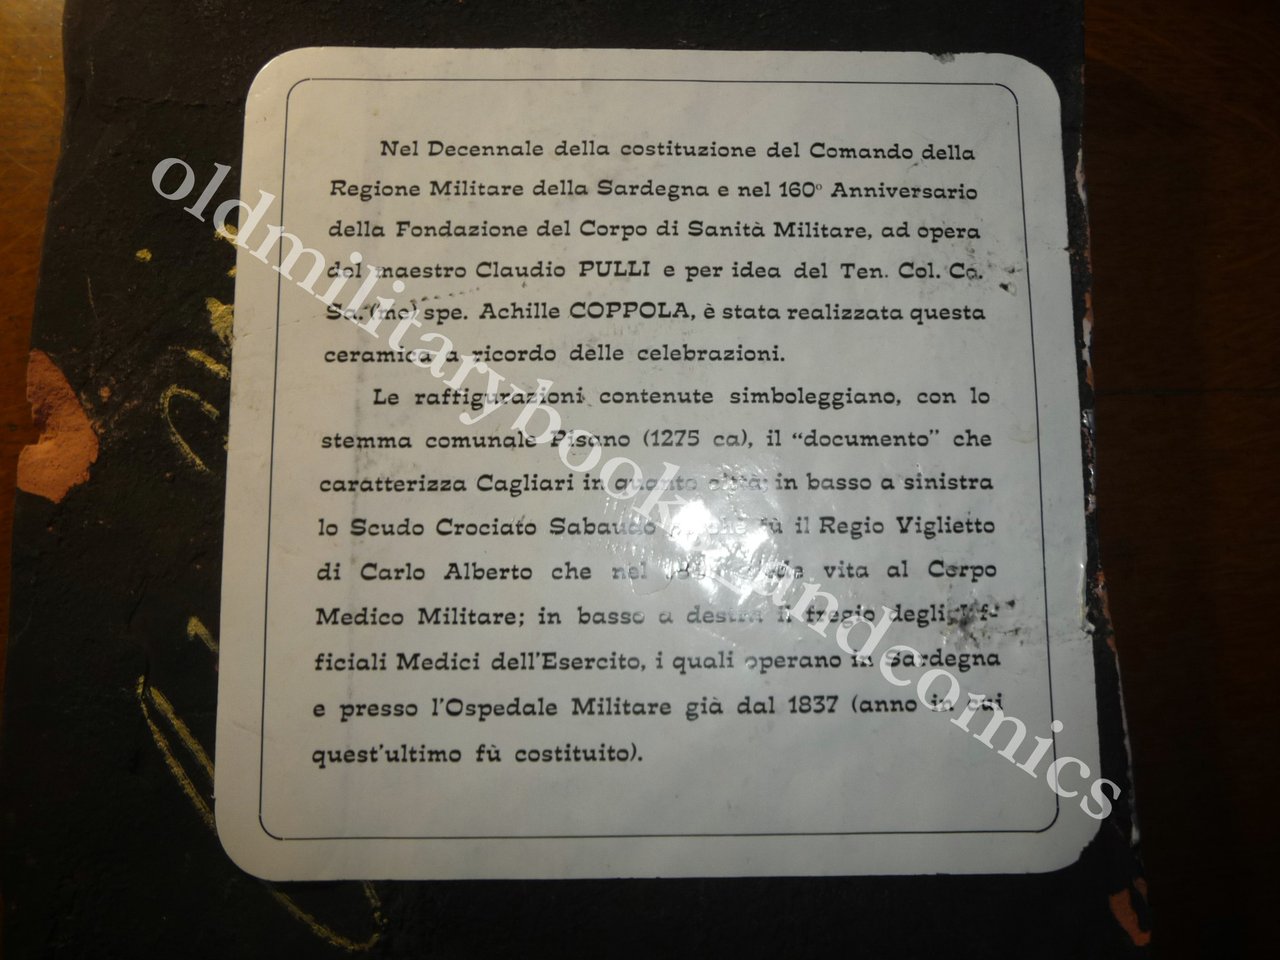 Nel Decennale della costituzione del Comando della
Regione Militare della Sardegna e nel 160º Anniversario
della Fondazione del Corpo di Sanità Militare, ad opera
del maestro Claudio PULLI e per idea del Ten. Col. Co.
Sa. (me) spe. Achille COPPOLA, è stata realizzata questa
ceramica a ricordo delle celebrazioni.
Le raffigurazioni contenute simboleggiano, con lo
stemma comunale Pisano (1275 ca), il “documento” che
caratterizza Cagliari in quanto città; in basso a sinistra
lo Scudo Crociato Sabaudo fù il Regio Viglietto
di Carlo Alberto che nel vita al Corpo
Medico Militare; in basso a destra il fregio degli Uf-
ficiali Medici dell'Esercito, i quali operano in Sardegna
e presso l'Ospedale Militare già dal 1837 (anno in cui
quest'ultimo fù costituito).
oldmilitarybooks_andcomics